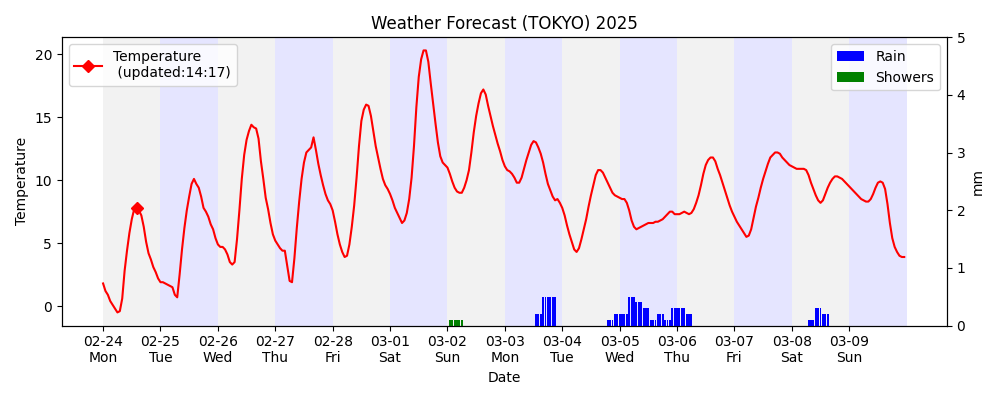 Weather Forecast (TOKYO) 2025
Temperature
(updated:14:17)
Rain
Showers
Temperature
20
15
10
5
0
5
4
3
2
1
0
mm
02-24 02-25 02-26 02-27 02-28 03-01 03-02 03-03 03-04 03-05 03-06 03-07 03-08 03-09
Mon Tue Wed Thu Fri Sat Sun Mon Tue Wed Thu Fri Sat Sun
Date